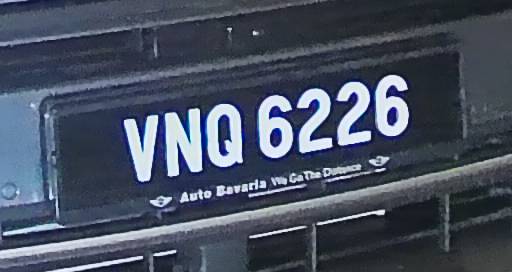 VNQ 6226
Auto Bavaria We Go The Distance